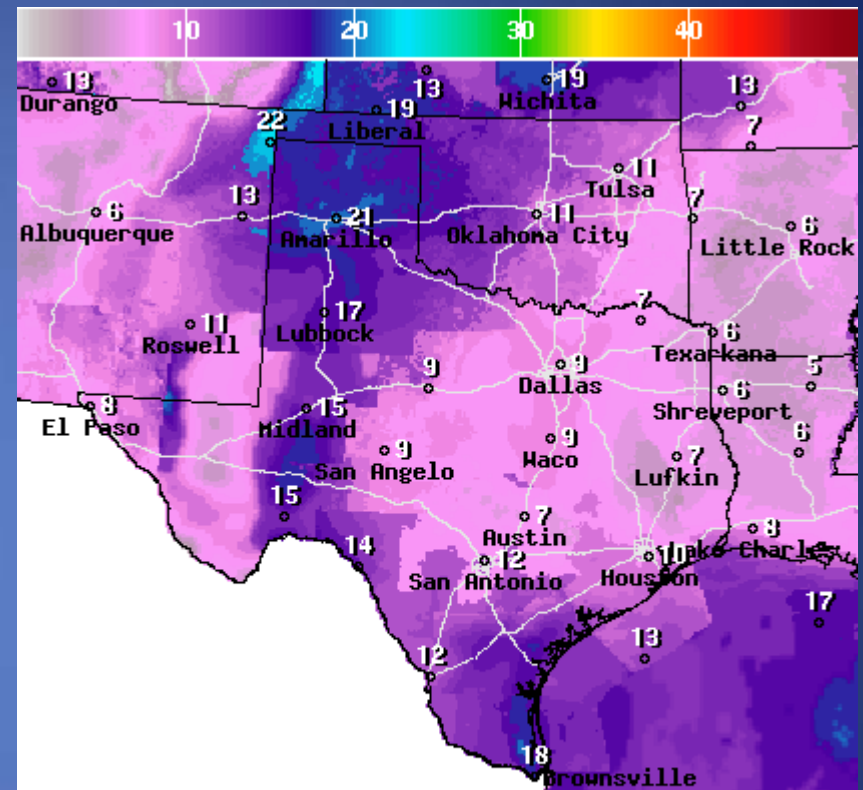 10 20 30 40
13
Durango
13
19
Wichita
13
19
Liberal
22
7
11
Tulsa
6
Albuquerque
13
21
Amarillo
11
Oklahoma City
7
6
Little Rock
11
Roswell
17
Lubbock
7
6
Texarkana
9
9
Dallas
6
Shreveport
5
8
El Paso
15
Midland
9
San Angelo
9
Waco
7
Lufkin
6
15
7
Austin
8
Lake Charles
14
12
San Antonio
10
Houston
17
13
12
18
Brownsville